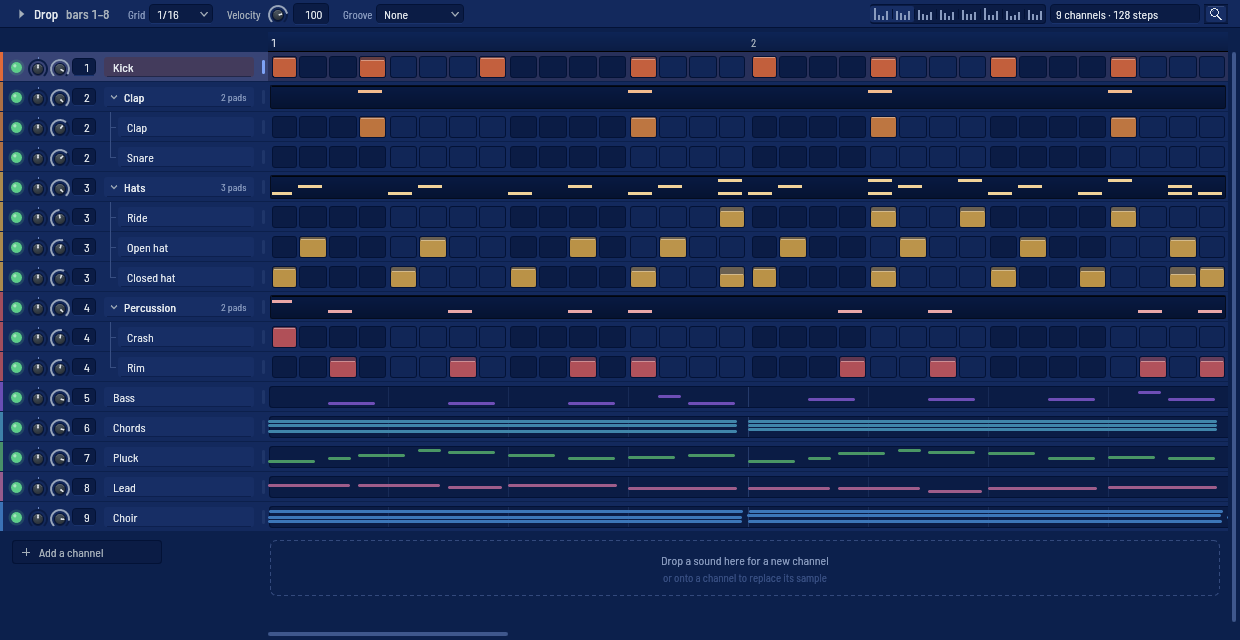 Drop bars 1–8 Grid 1/16 Velocity 100 Groove None 9 channels · 128 steps
1 2
1 Kick
2 Clap 2 pads
2 Clap
2 Snare
3 Hats 3 pads
3 Ride
3 Open hat
3 Closed hat
4 Percussion 2 pads
4 Crash
4 Rim
5 Bass
6 Chords
7 Pluck
8 Lead
9 Choir
+ Add a channel
Drop a sound here for a new channel
or onto a channel to replace its sample